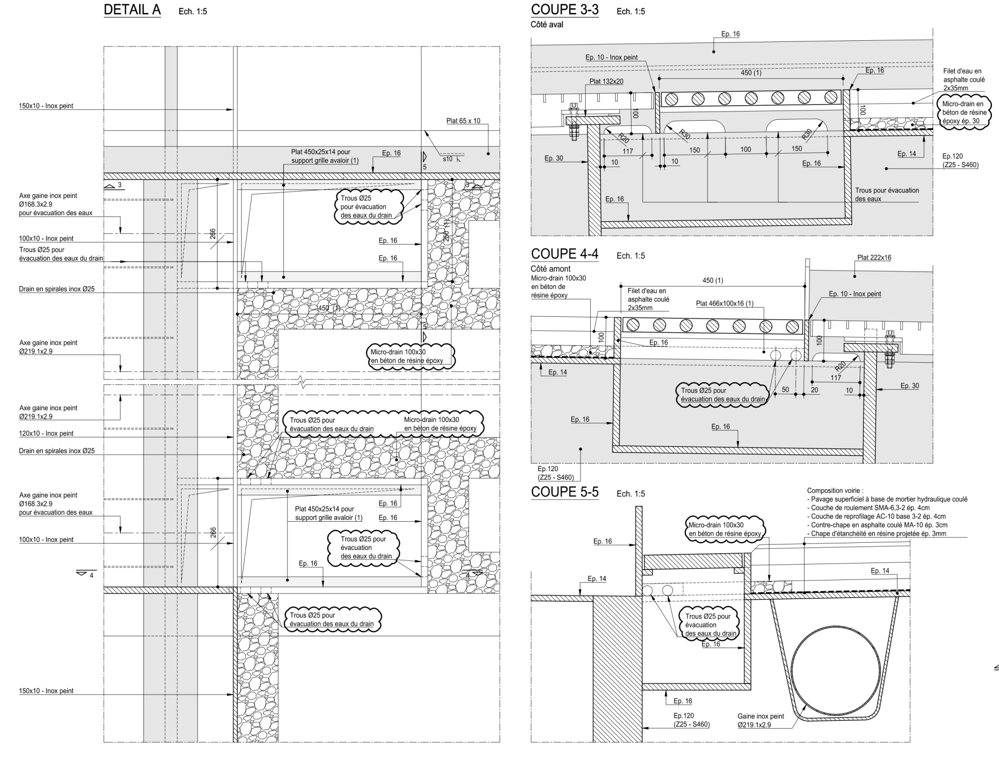 DETAIL A Ech. 1:5
150x10 - Inox peint
Plat 65 x 10
Plat 450x25x14 pour
support grille avaloir (1)
Ep. 16
s10
5
3
3
Axe gaine inox peint
Ø168.3x2.9
pour évacuation des eaux
Trous Ø25
pour évacuation
des eaux du drain
266
250 (1)
100x10 - Inox peint
Trous Ø25 pour
évacuation des eaux du drain
Ep. 16
Ep. 16
Drain en spirales inox Ø25
450 (1)
5
Axe gaine inox peint
Ø219.1x2.9
Micro-drain 100x30
en béton de résine époxy
Axe gaine inox peint
Ø219.1x2.9
Trous Ø25 pour
évacuation des eaux du drain
Micro-drain 100x30
en béton de résine époxy
120x10 - Inox peint
Drain en spirales inox Ø25
Axe gaine inox peint
Ø168.3x2.9
pour évacuation des eaux
Ep. 16
Plat 450x25x14 pour
support grille avaloir (1)
Ep. 16
266
100x10 - Inox peint
Trous Ø25 pour
évacuation
des eaux du drain
Ep. 16
4
4
Trous Ø25 pour
évacuation des eaux du drain
150x10 - Inox peint
COUPE 3-3 Ech. 1:5
Côté aval
Ep. 16
Ep. 10 - Inox peint
450 (1)
Ep. 16
Plat 132x20
Filet d'eau en
asphalte coulé
2x35mm
Micro-drain en
béton de résine
époxy ép. 30
100
100
R20
R30
R30
117
150
100
150
10
10
Ep. 30
Ep. 16
Ep. 14
Ep.120
(Z25 - S460)
Ep. 16
Trous pour évacuation
des eaux
COUPE 4-4 Ech. 1:5
Côté amont
Micro-drain 100x30
en béton de
résine époxy
Plat 222x16
450 (1)
Filet d'eau en
asphalte coulé
2x35mm
Plat 466x100x16 (1)
Ep. 10 - Inox peint
100
Ep. 16
100
R20
Ep. 14
117
Trous Ø25 pour
évacuation des eaux du drain
50
20
10
Ep. 30
Ep. 16
Ep. 16
Ep.120
(Z25 - S460)
COUPE 5-5 Ech. 1:5
Composition voirie :
- Pavage superficiel à base de mortier hydraulique coulé
- Couche de roulement SMA-6,3-2 ép. 4cm
- Couche de reprofilage AC-10 base 3-2 ép. 4cm
- Contre-chape en asphalte coulé MA-10 ép. 3cm
- Chape d'étanchéité en résine projetée ép. 3mm
Micro-drain 100x30
en béton de résine époxy
Ep. 16
Ep. 14
Ep. 14
Trous Ø25 pour
évacuation
des eaux du drain
Ep. 16
Ep. 16
Ep.120
(Z25 - S460)
Gaine inox peint
Ø219.1x2.9